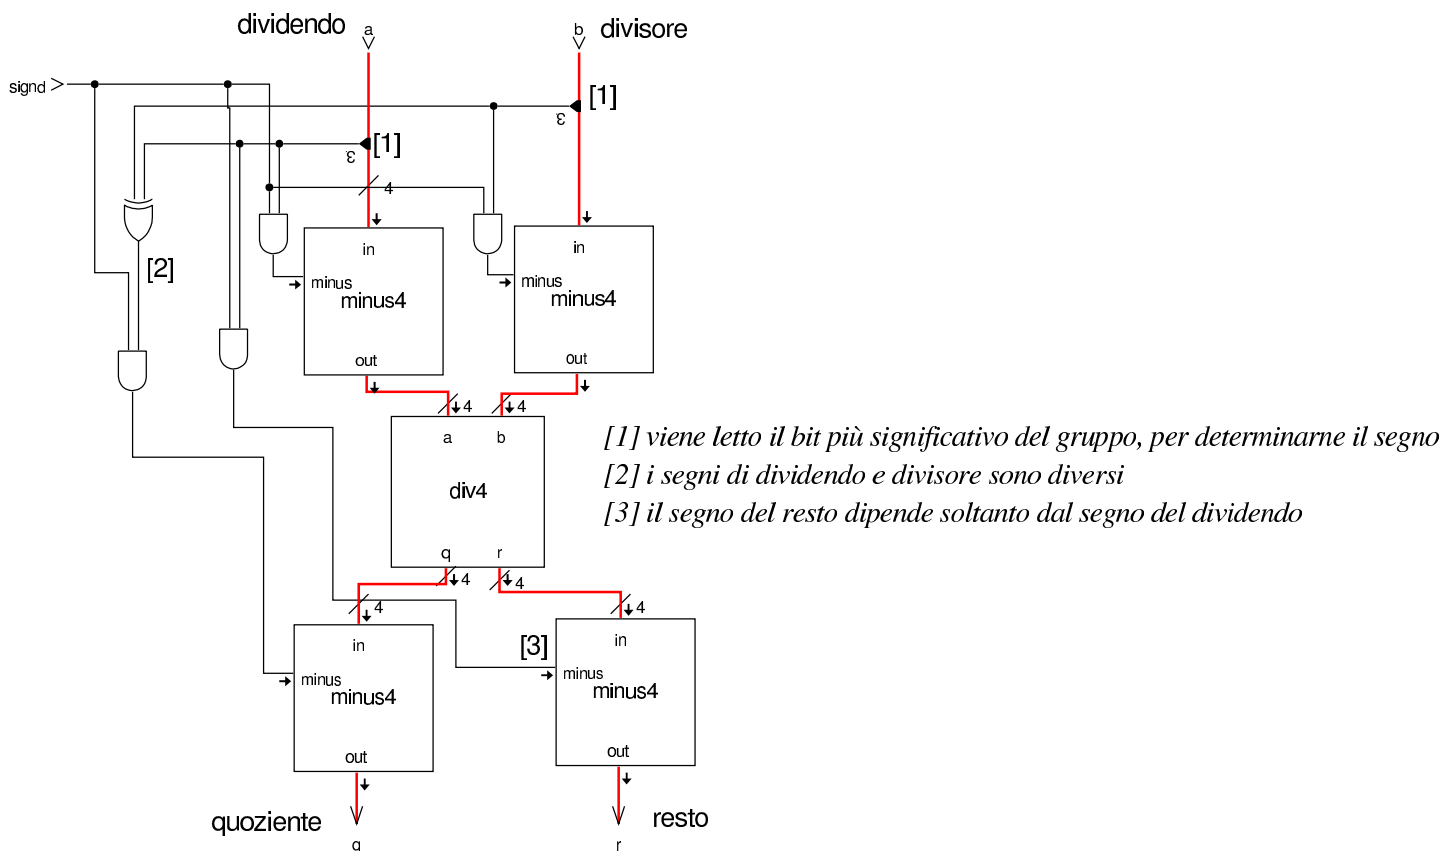 dividendo
a
b
divisore
signd
[1]
3
[1]
3
4
in
minus
minus4
out
in
minus
minus4
out
[2]
4
4
a
b
div4
q
r
[1] viene letto il bit più significativo del gruppo, per determinarne il segno
[2] i segni di dividendo e divisore sono diversi
[3] il segno del resto dipende soltanto dal segno del dividendo
4
4
4
4
in
minus
minus4
out
[3]
in
minus
minus4
out
quoziente
q
resto
r